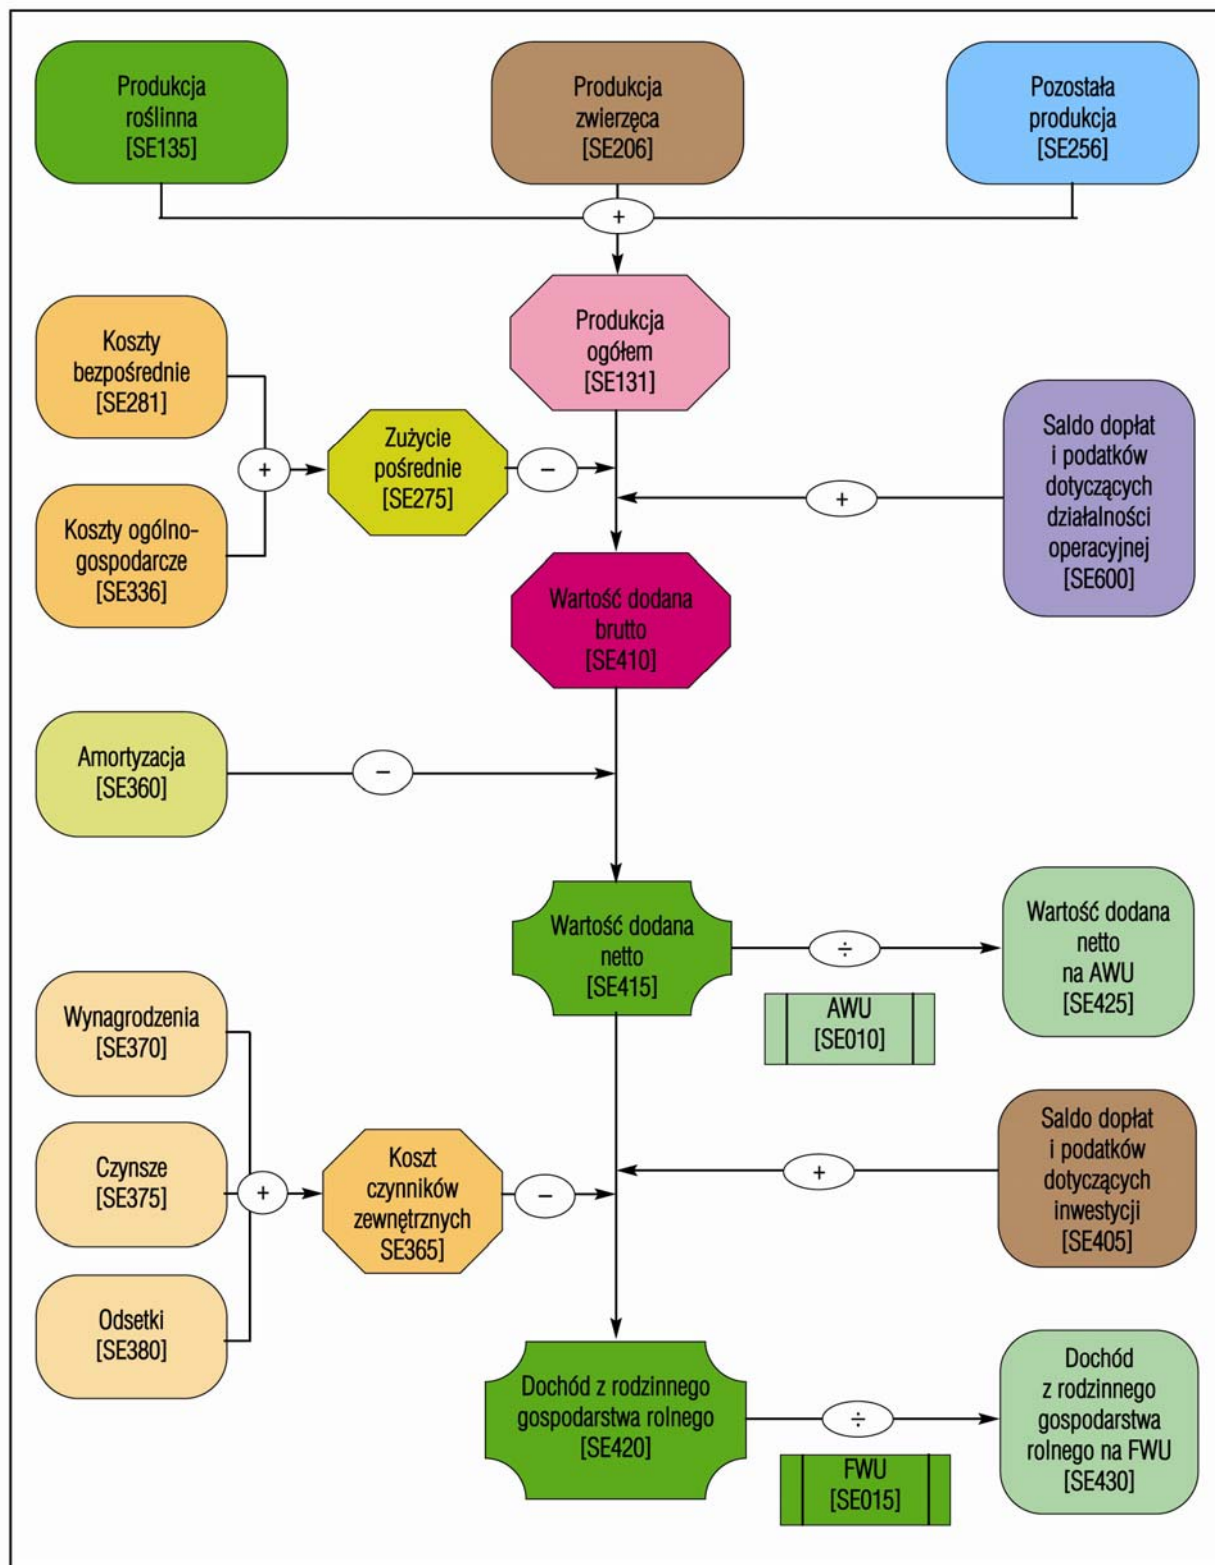 Produkcja
roślinna
[SE135]
Produkcja
zwierzęca
[SE206]
Pozostała
produkcja
[SE256]
+
Produkcja
ogółem
[SE131]
Koszty
bezpośrednie
[SE281]
Koszty ogólno-
gospodarcze
[SE336]
+
Zużycie
pośrednie
[SE275]
–
+
Saldo dopłat
i podatków
dotyczących
działalności
operacyjnej
[SE600]
Wartość dodana
brutto
[SE410]
Amortyzacja
[SE360]
–
Wartość dodana
netto
[SE415]
÷
AWU
[SE010]
Wartość dodana
netto
na AWU
[SE425]
Wynagrodzenia
[SE370]
Czynsze
[SE375]
Odsetki
[SE380]
+
Koszt
czynników
zewnętrznych
SE365]
–
+
Saldo dopłat
i podatków
dotyczących
inwestycji
[SE405]
Dochód z rodzinnego
gospodarstwa rolnego
[SE420]
÷
FWU
[SE015]
Dochód
z rodzinnego
gospodarstwa
rolnego na FWU
[SE430]